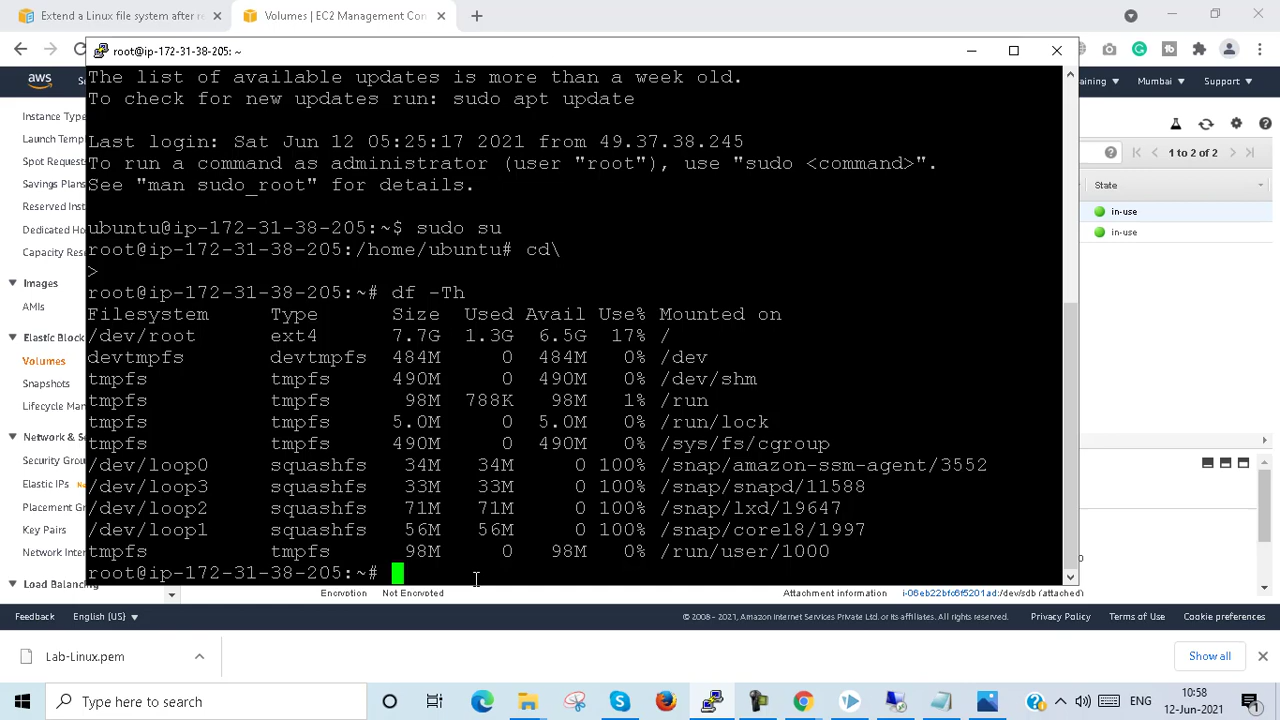 Extend a Linux file system after re
Volumes | EC2 Management Con
root@ip-172-31-38-205: ~
aws
aining
Mumbai
Support
Instance Type
Launch Temp
Spot Request
Savings Plans
Reserved Inst
Dedicated Ho
Capacity Reso
Images
AMIs
Elastic Block
Volumes
Snapshots
Lifecycle Man
Network &
Security Grou
Elastic IPs
Placement Gr
Key Pairs
Network Inter
Load Balancing
The list of available updates is more than a week old.
To check for new updates run: sudo apt update
Last login: Sat Jun 12 05:25:17 2021 from 49.37.38.245
To run a command as administrator (user "root"), use "sudo <command>".
See "man sudo_root" for details.
ubuntu@ip-172-31-38-205:~$ sudo su
root@ip-172-31-38-205:/home/ubuntu# cd\
>
root@ip-172-31-38-205:~# df -Th
Filesystem Type Size Used Avail Use% Mounted on
/dev/root ext4 7.7G 1.3G 6.5G 17% /
devtmpfs devtmpfs 484M 0 484M 0% /dev
tmpfs tmpfs 490M 0 490M 0% /dev/shm
tmpfs tmpfs 98M 788K 98M 1% /run
tmpfs tmpfs 5.0M 0 5.0M 0% /run/lock
tmpfs tmpfs 490M 0 490M 0% /sys/fs/cgroup
/dev/loop0 squashfs 34M 34M 0 100% /snap/amazon-ssm-agent/3552
/dev/loop3 squashfs 33M 33M 0 100% /snap/snapd/11588
/dev/loop2 squashfs 71M 71M 0 100% /snap/lxd/19647
/dev/loop1 squashfs 56M 56M 0 100% /snap/core18/1997
tmpfs tmpfs 98M 0 98M 0% /run/user/1000
root@ip-172-31-38-205:~#
1 to 2 of 2
State
in-use
in-use
Encryption Not Encrypted
Attachment information i-06eb22bfc6f5201ad:/dev/sdb (attached)
Feedback English (US)
© 2008 - 2021, Amazon Internet Services Private Ltd. or its affiliates. All rights reserved. Privacy Policy Terms of Use Cookie preferences
Lab-Linux.pem
Show all
Type here to search
ENG
10:58
12-Jun-2021